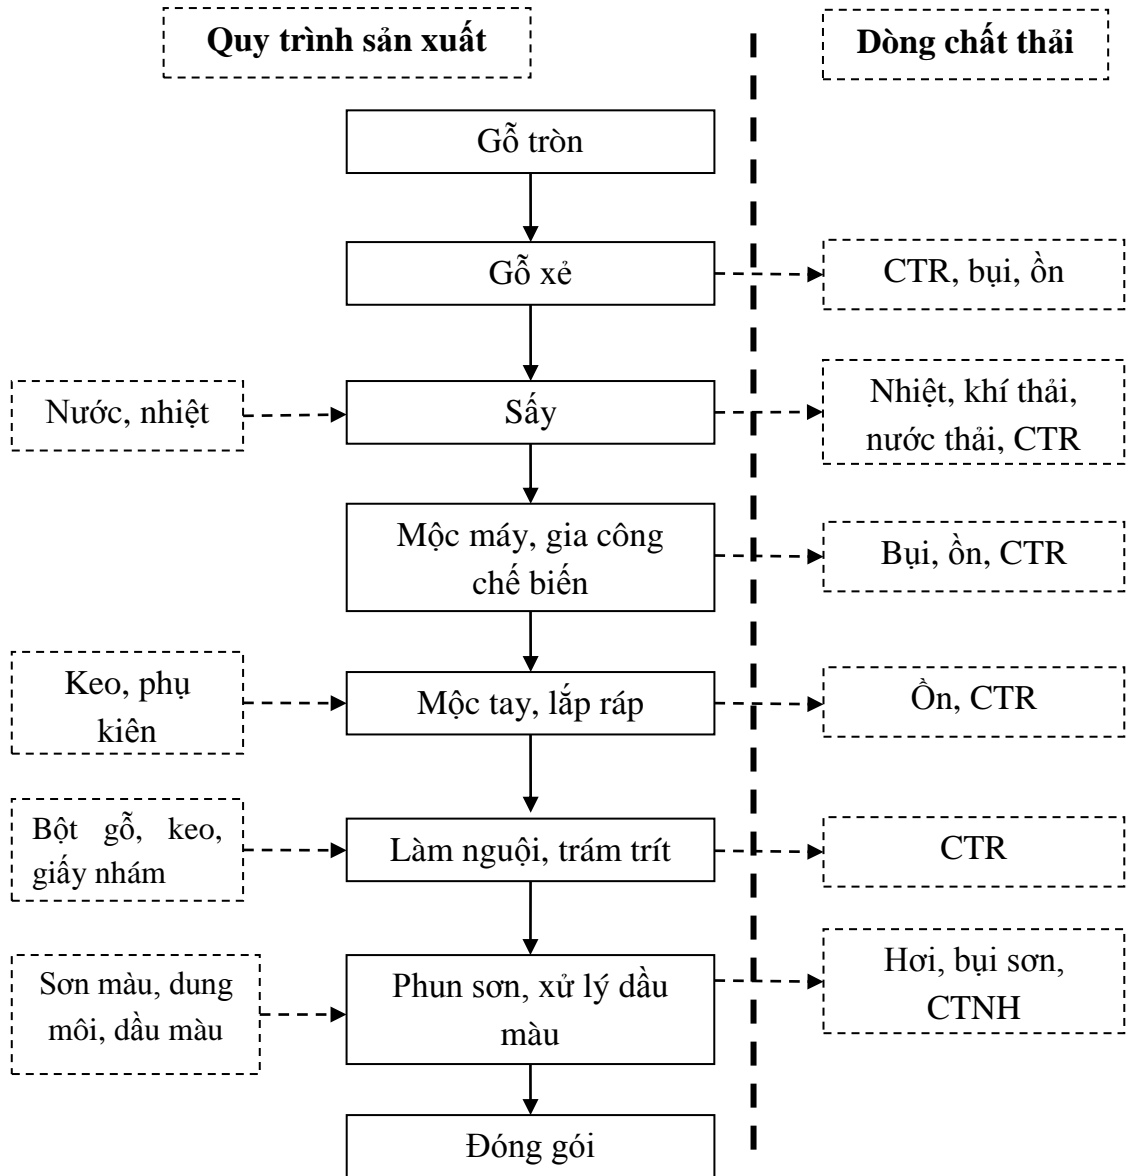 Quy trình sản xuất
Dòng chất thải
Gỗ tròn
Gỗ xẻ
CTR, bụi, ồn
Nước, nhiệt
Sấy
Nhiệt, khí thải,
nước thải, CTR
Mộc máy, gia công
chế biến
Bụi, ồn, CTR
Keo, phụ
kiên
Mộc tay, lắp ráp
Ồn, CTR
Bột gỗ, keo,
giấy nhám
Làm nguội, trám trít
CTR
Sơn màu, dung
môi, dầu màu
Phun sơn, xử lý dầu
màu
Hơi, bụi sơn,
CTNH
Đóng gói